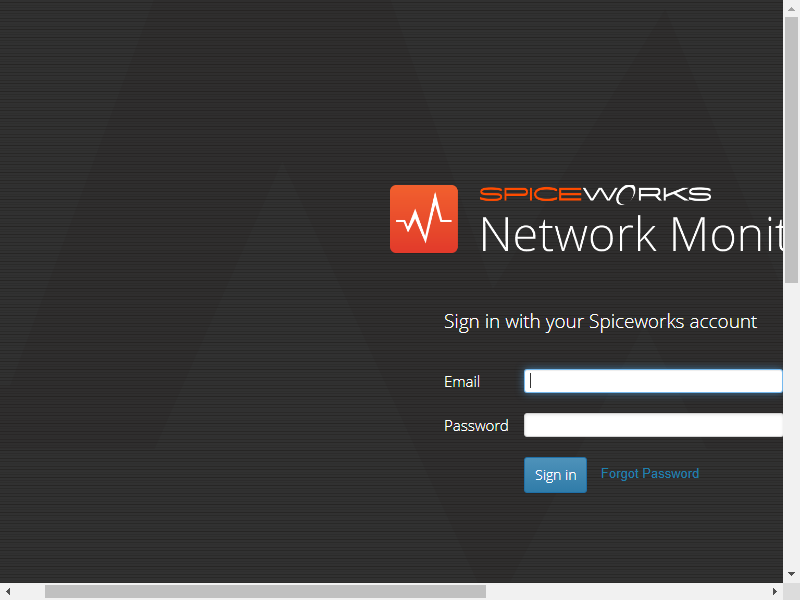 SPICEWORKS
Network Monit
Sign in with your Spiceworks account
Email
Password
Sign in
Forgot Password